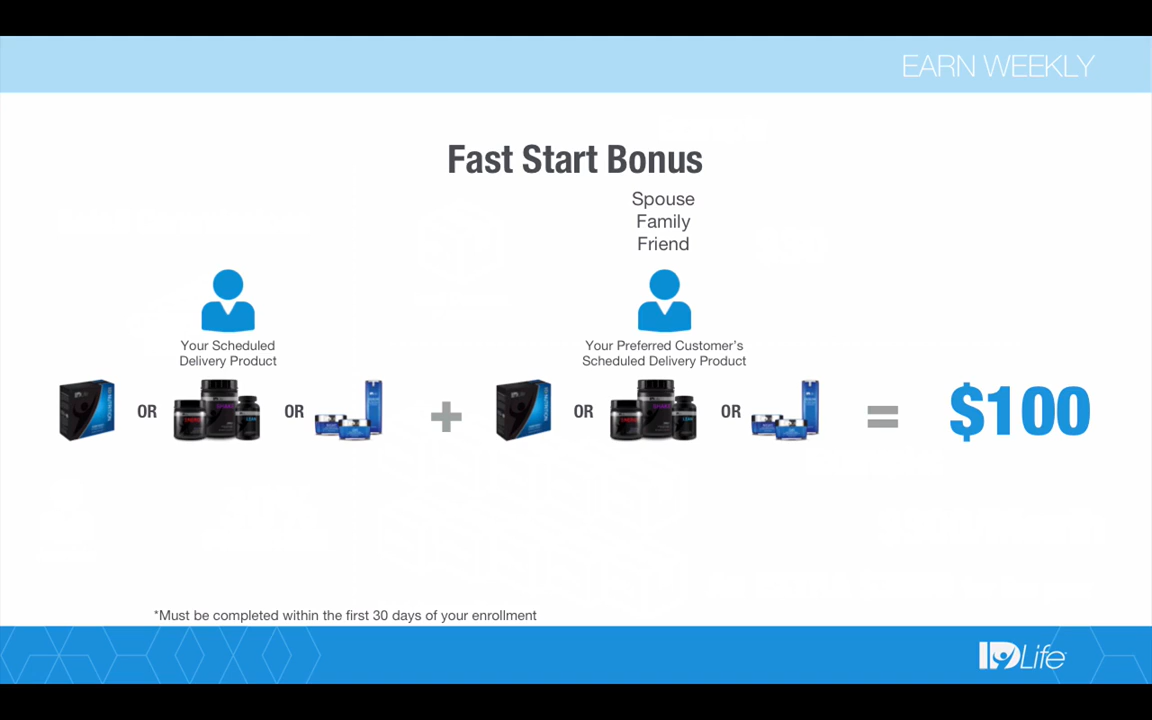 EARN WEEKLY
Fast Start Bonus
Spouse
Family
Friend
Your Scheduled
Delivery Product
Your Preferred Customer's
Scheduled Delivery Product
OR
OR
+
OR
OR
=
$100
*Must be completed within the first 30 days of your enrollment
IDLife